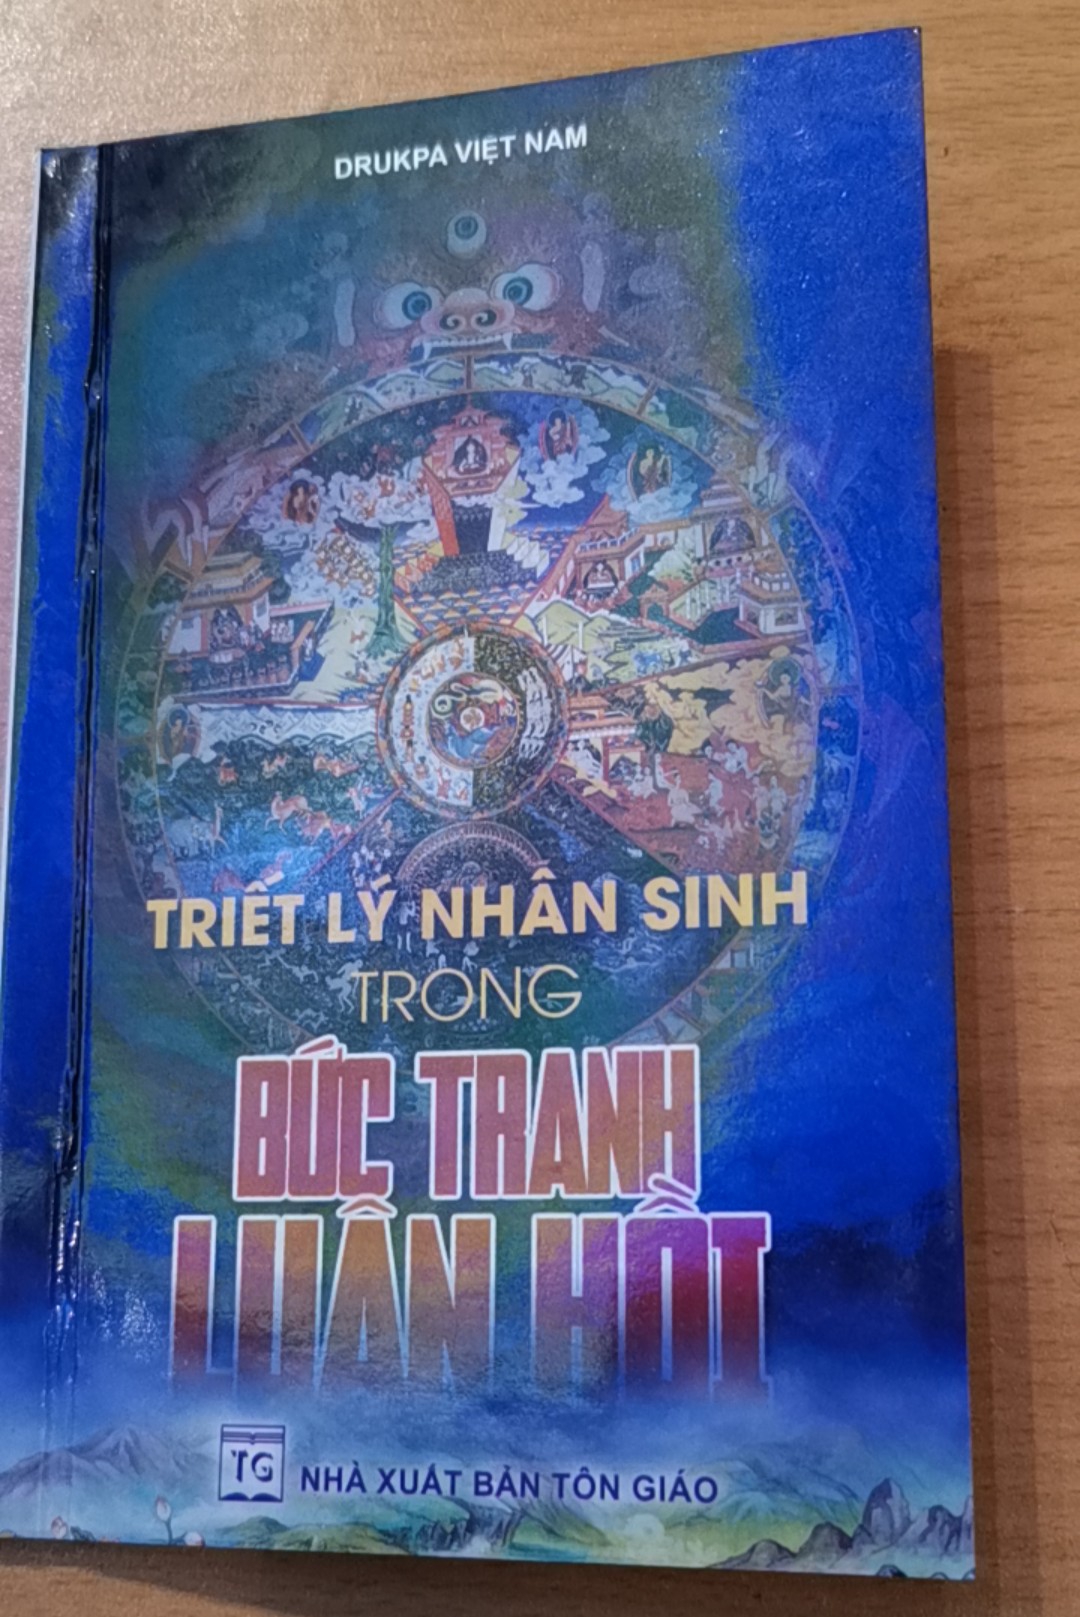 DRUKPA VIỆT NAM
TRIẾT LÝ NHÂN SINH
TRONG
BỨC TRANH
LUÂN HỒI
TG
NHÀ XUẤT BẢN TÔN GIÁO